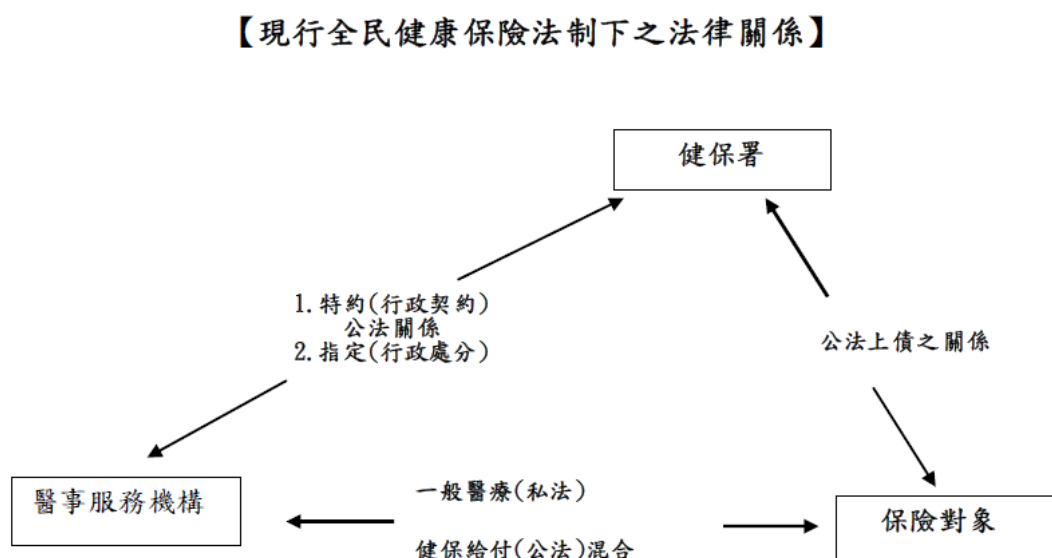 【現行全民健康保險法制下之法律關係】
健保署
1.特約(行政契約)
公法關係
2.指定(行政處分)
公法上債之關係
醫事服務機構
一般醫療(私法)
健保給付(公法)混合
保險對象